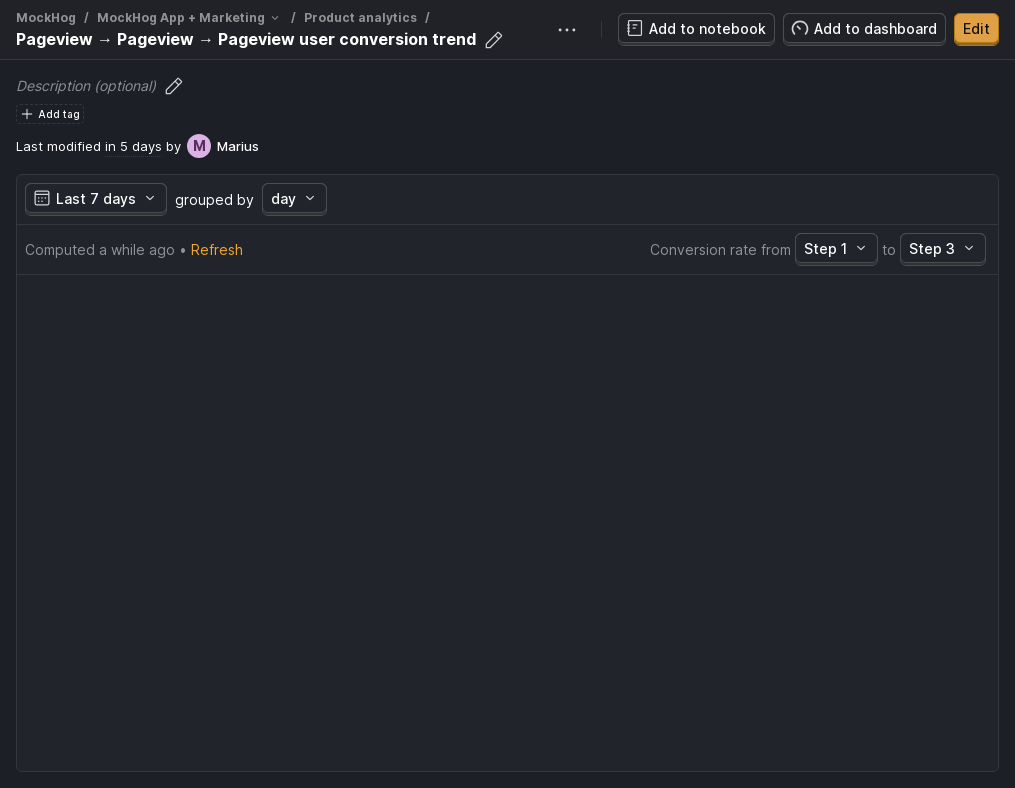 MockHog / MockHog App + Marketing / Product analytics /
Pageview → Pageview → Pageview user conversion trend
Add to notebook
Add to dashboard
Edit
Description (optional)
Add tag
Last modified in 5 days by M Marius
Last 7 days grouped by day
Computed a while ago • Refresh
Conversion rate from Step 1 to Step 3